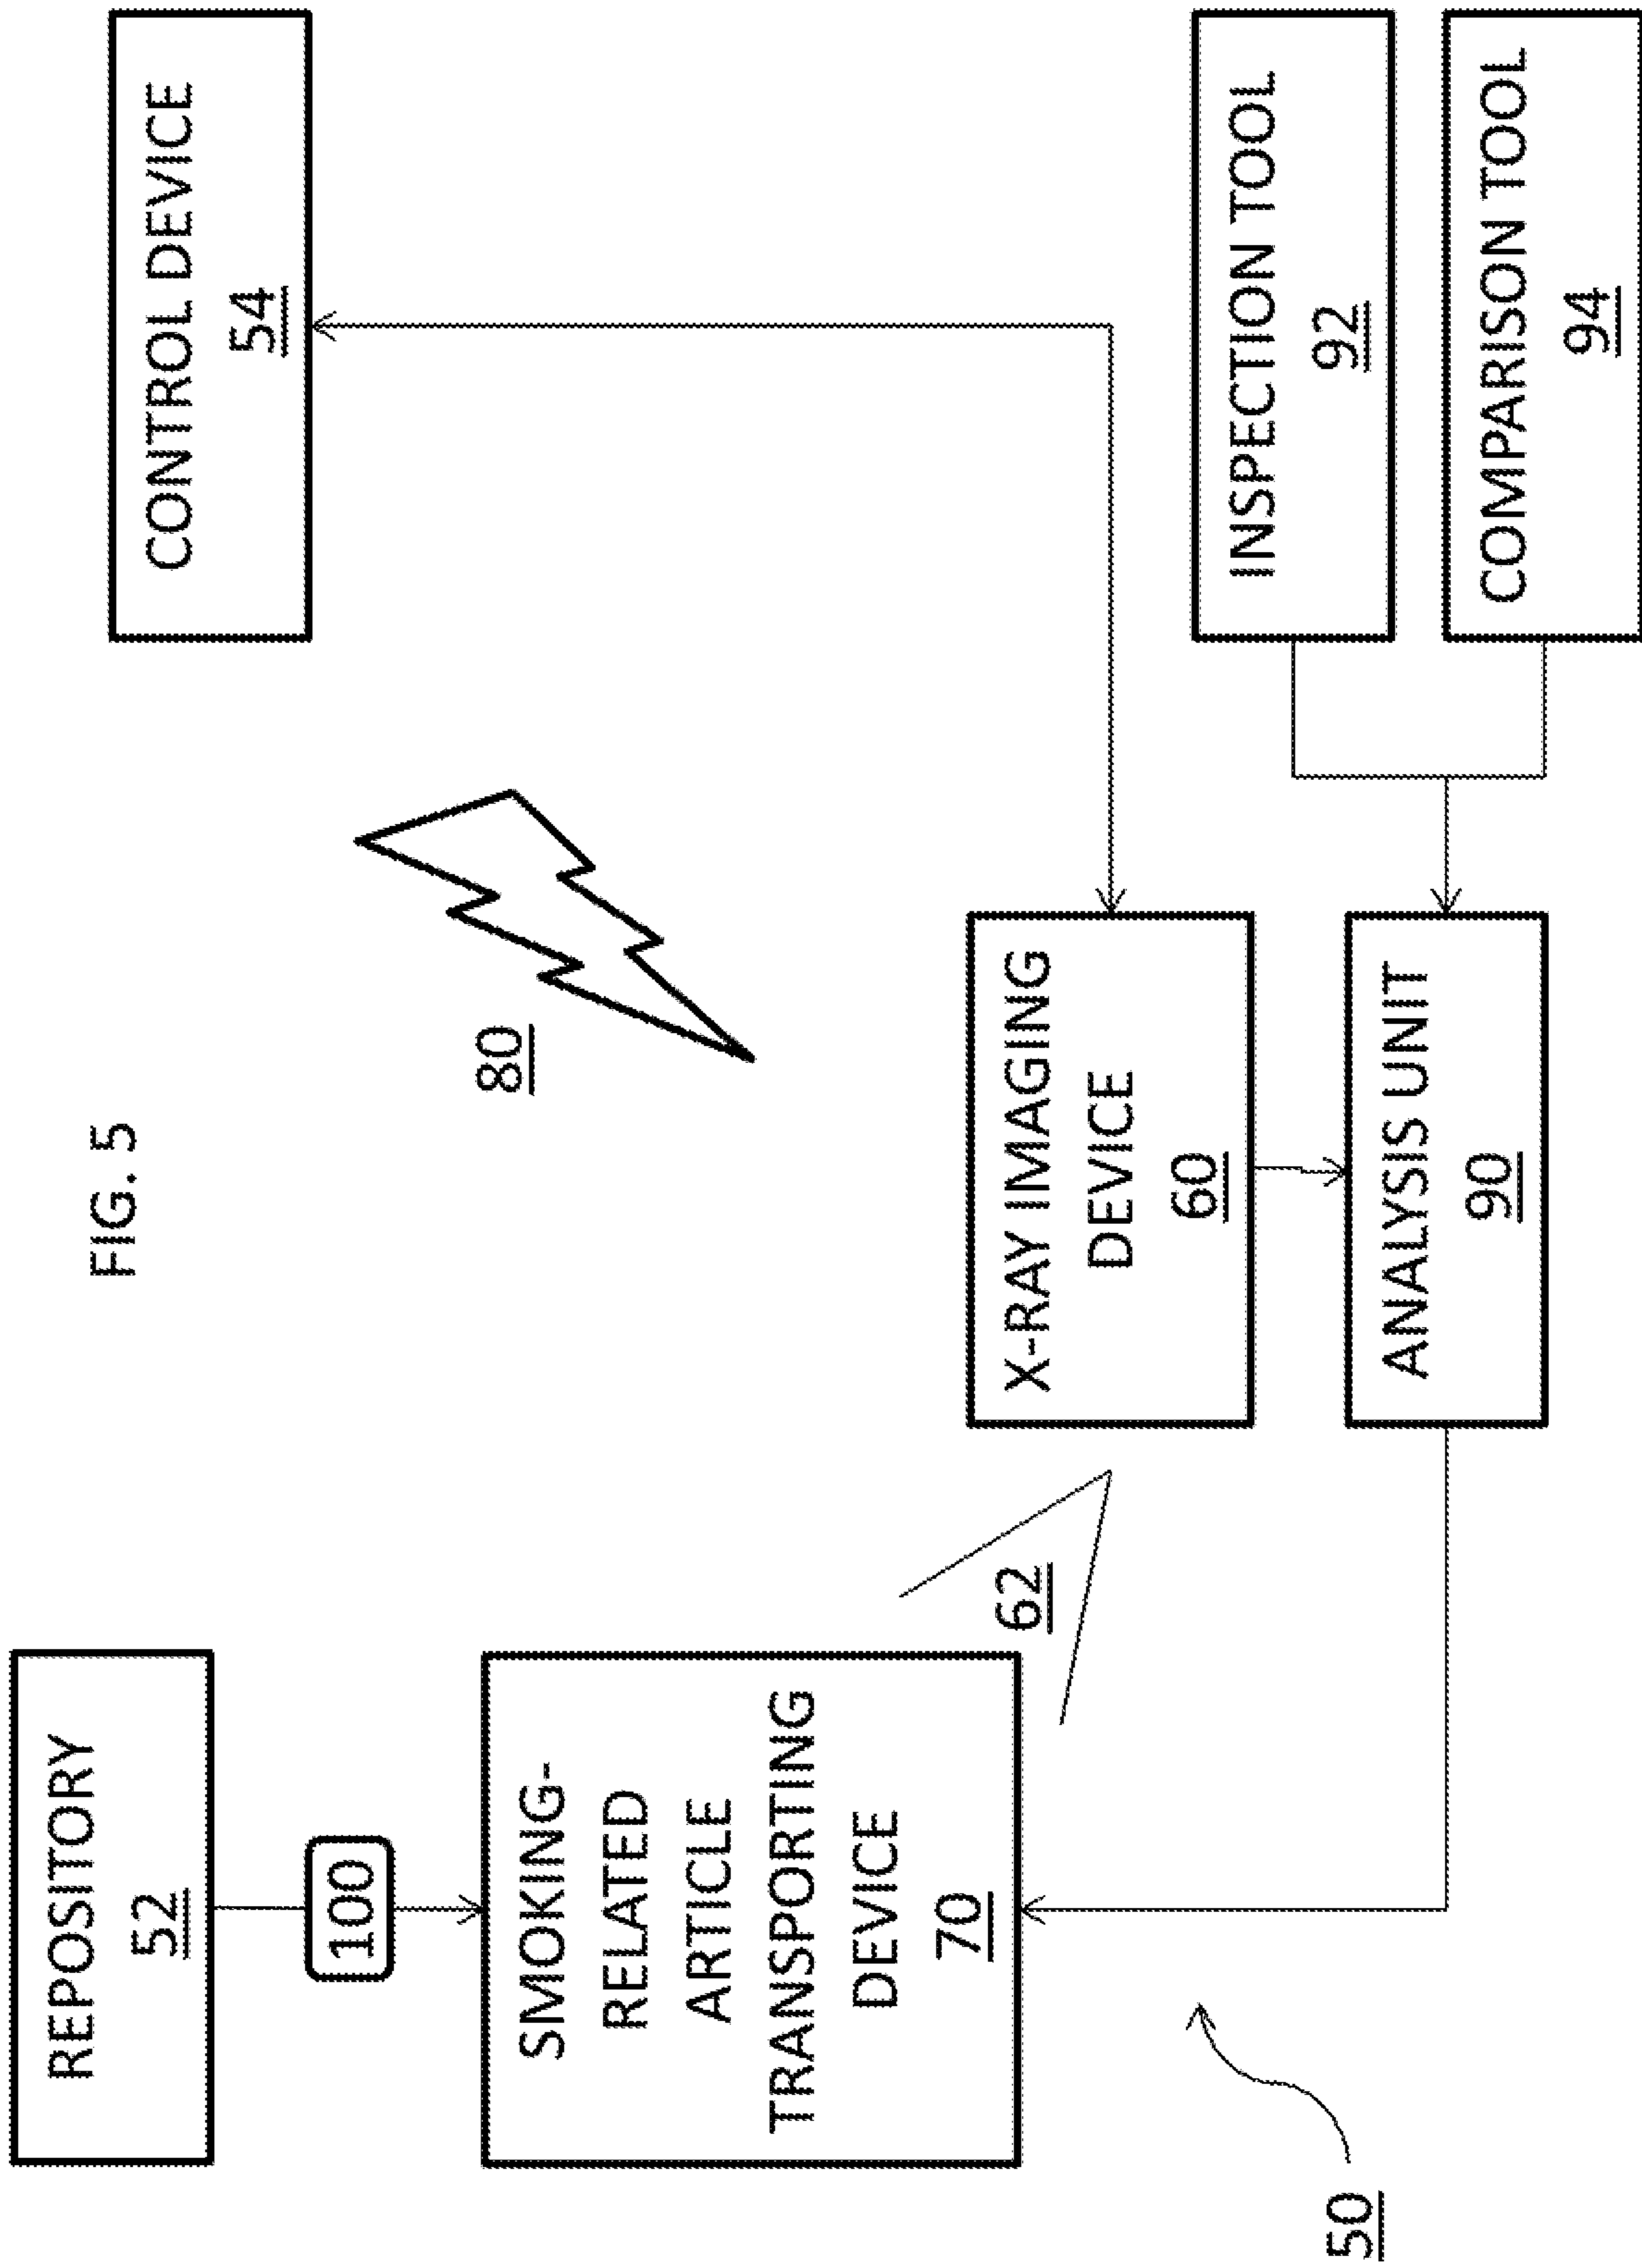 FIG. 5
REPOSITORY
52
100
SMOKING-
RELATED
ARTICLE
TRANSPORTING
DEVICE
70
50
62
80
X-RAY IMAGING
DEVICE
60
ANALYSIS UNIT
90
CONTROL DEVICE
54
INSPECTION TOOL
92
COMPARISON TOOL
94